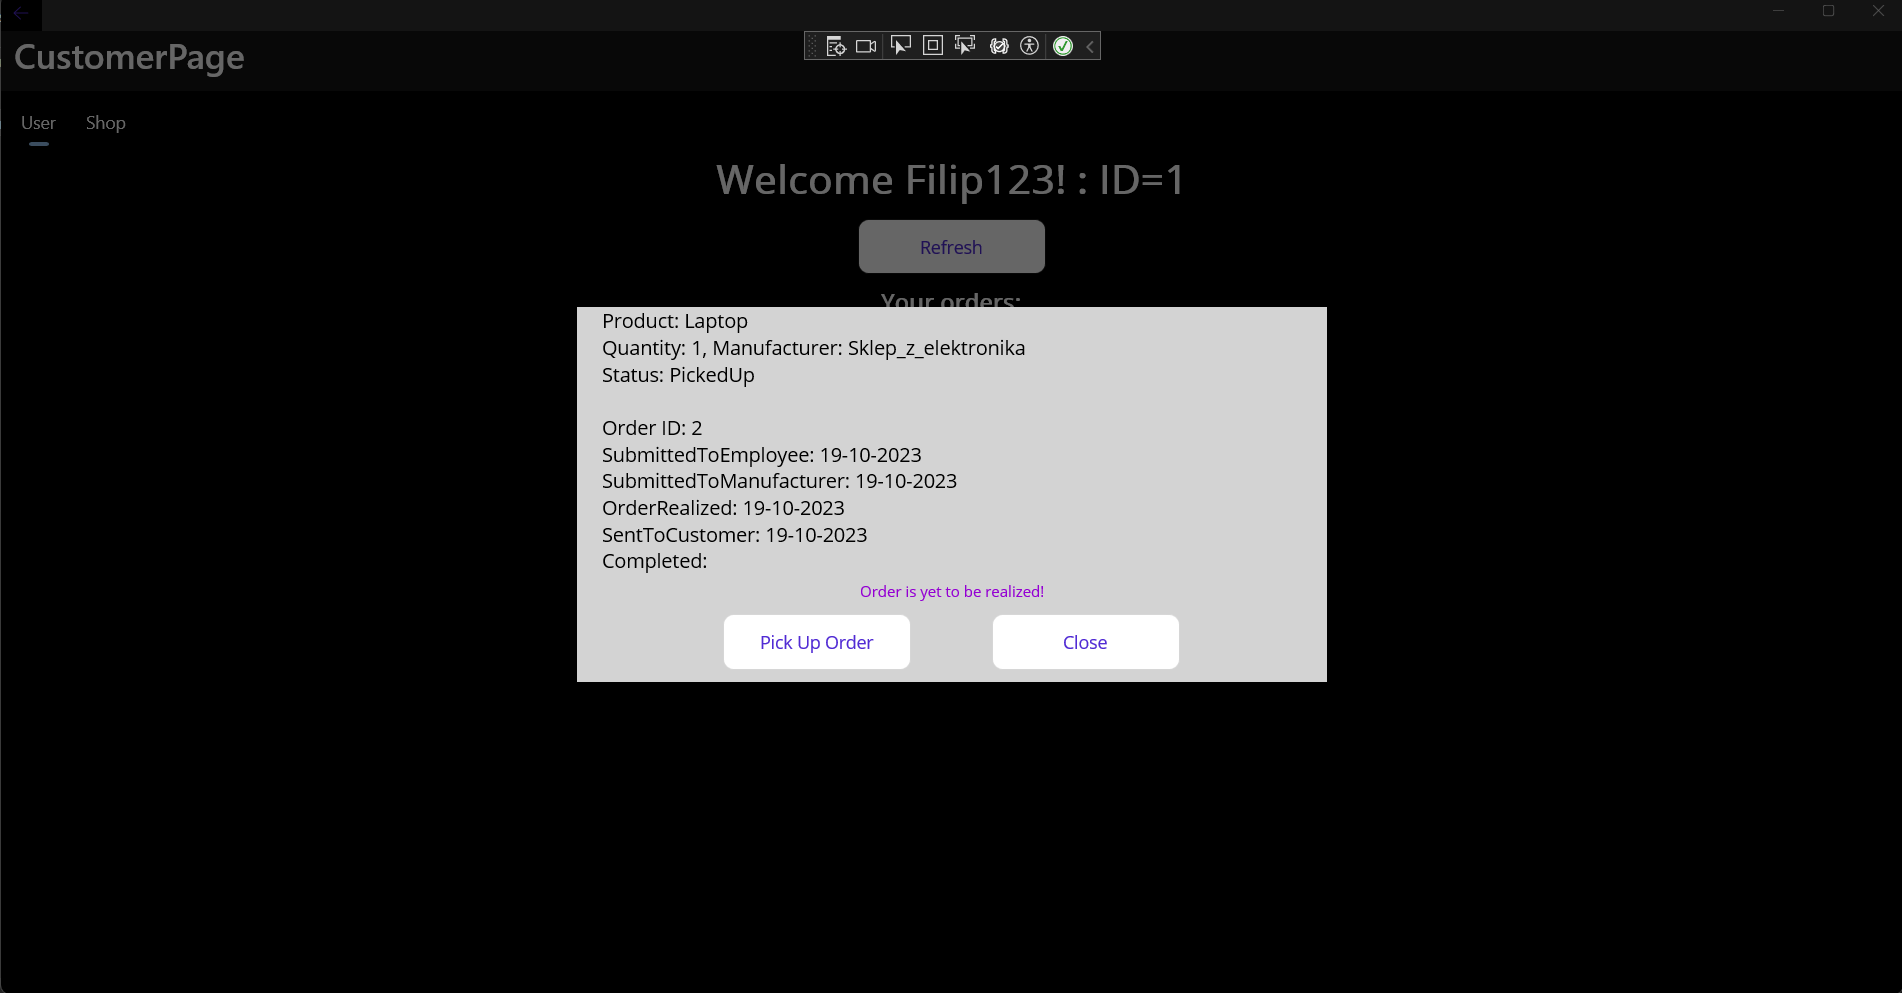 CustomerPage
User Shop
Welcome Filip123! : ID=1
Refresh
Your orders:
Product: Laptop
Quantity: 1, Manufacturer: Sklep_z_elektronika
Status: PickedUp
Order ID: 2
SubmittedToEmployee: 19-10-2023
SubmittedToManufacturer: 19-10-2023
OrderRealized: 19-10-2023
SentToCustomer: 19-10-2023
Completed:
Order is yet to be realized!
Pick Up Order Close